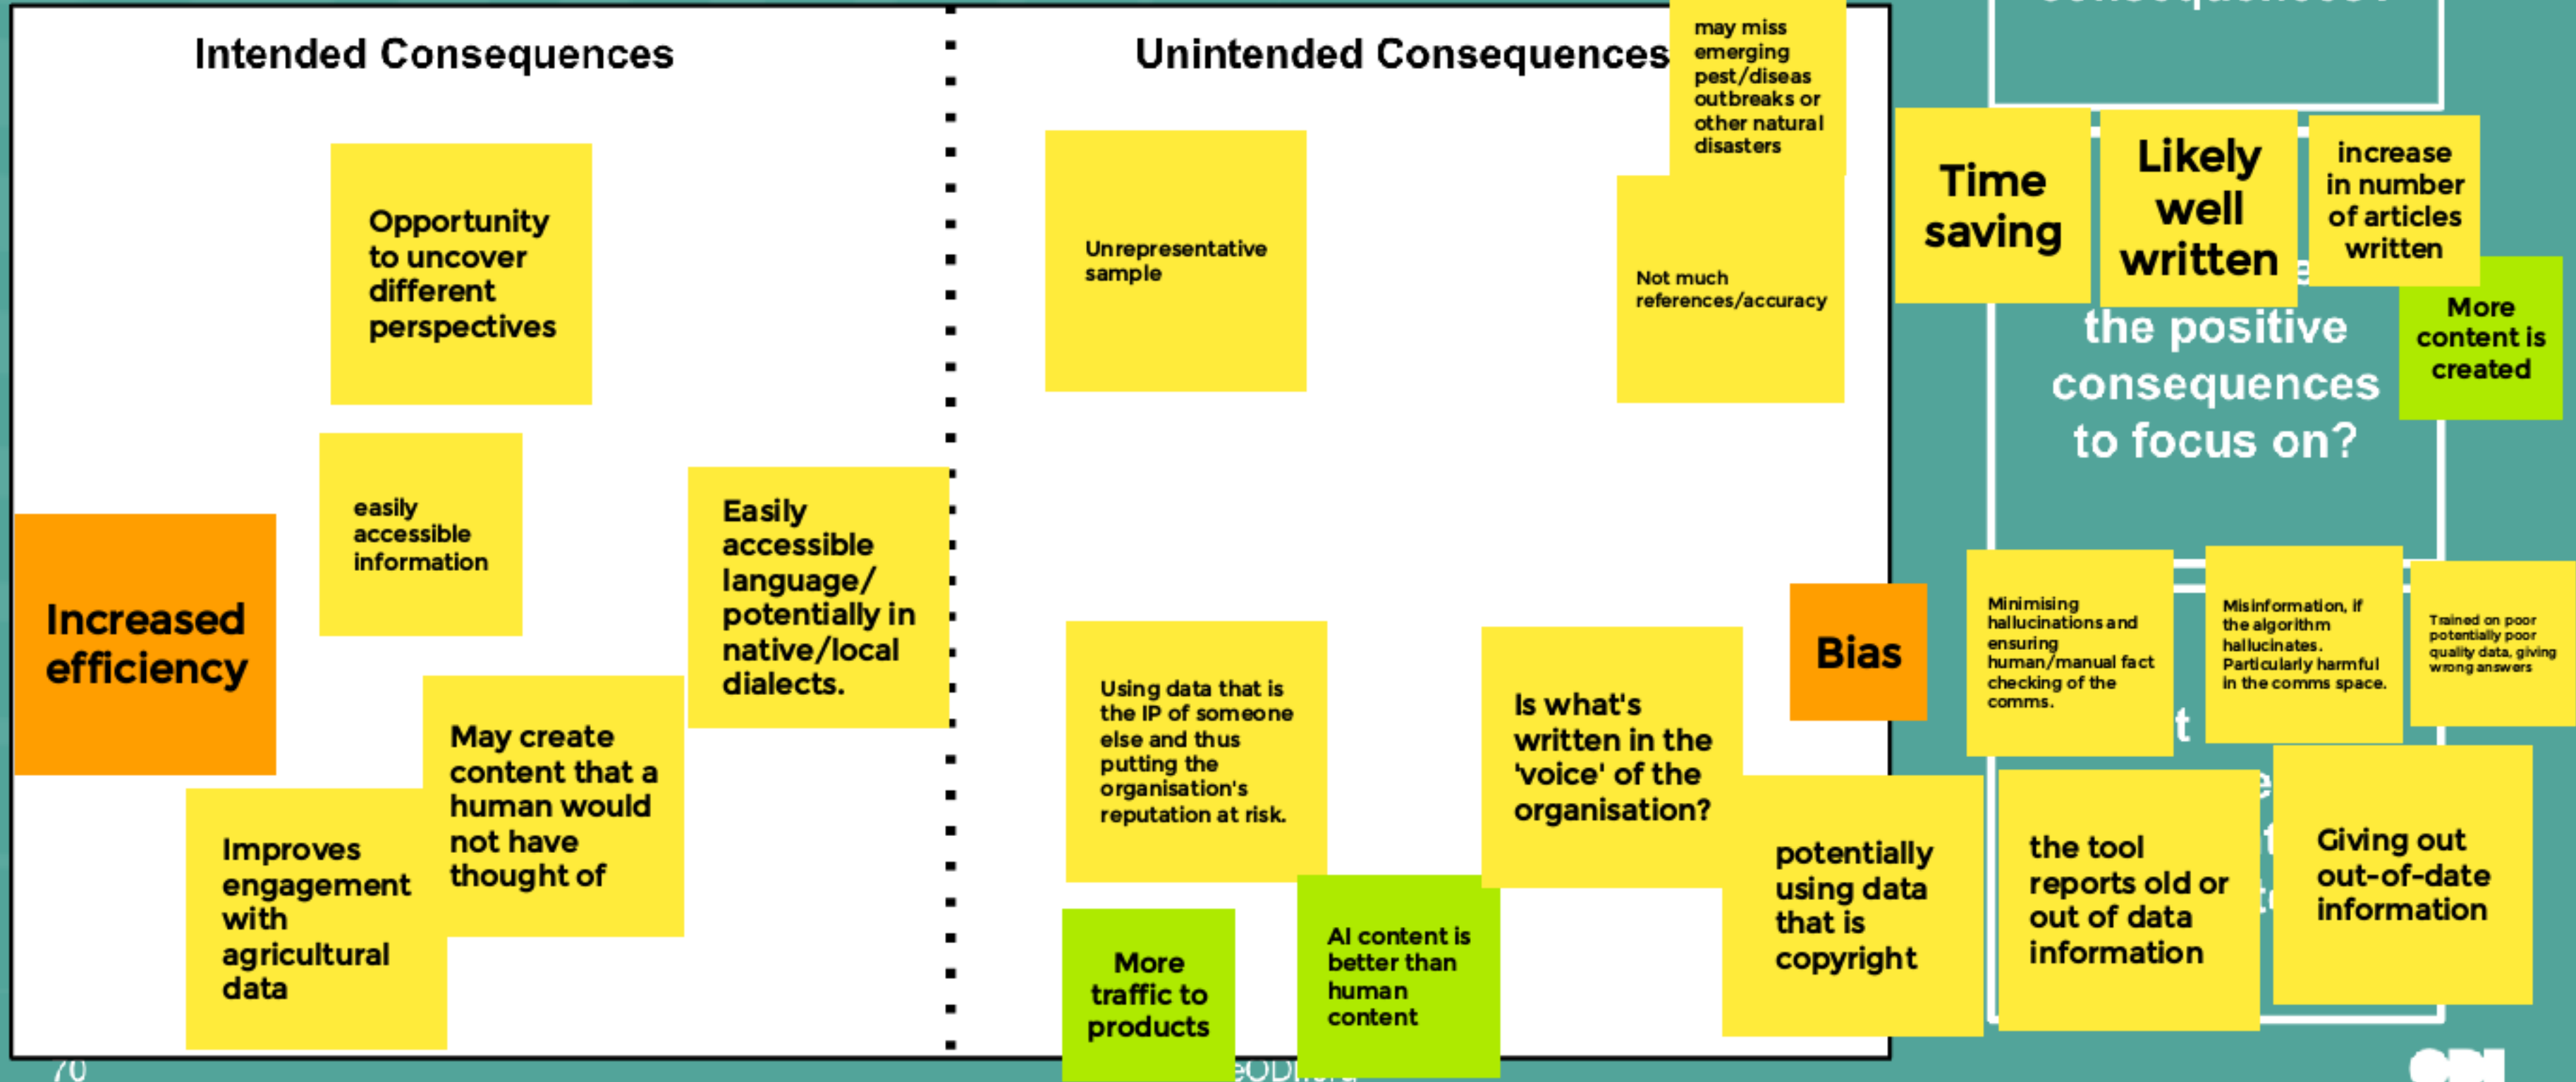 Intended Consequences
Opportunity
to uncover
different
perspectives
easily
accessible
information
Increased
efficiency
Easily
accessible
language/
potentially in
native/local
dialects.
May create
content that a
human would
not have
thought of
Improves
engagement
with
agricultural
data
Unintended Consequences
may miss
emerging
pest/diseas
outbreaks or
other natural
disasters
Unrepresentative
sample
Not much
references/accuracy
Using data that is
the IP of someone
else and thus
putting the
organisation's
reputation at risk.
Is what's
written in the
'voice' of the
organisation?
Bias
potentially
using data
that is
copyright
More
traffic to
products
AI content is
better than
human
content
Time
saving
Likely
well
written
increase
in number
of articles
written
More
content is
created
the positive
consequences
to focus on?
Minimising
hallucinations and
ensuring
human/manual fact
checking of the
comms.
Misinformation, if
the algorithm
hallucinates.
Particularly harmful
in the comms space.
Trained on poor
potentially poor
quality data, giving
wrong answers
the tool
reports old or
out of data
information
Giving out
out-of-date
information
70